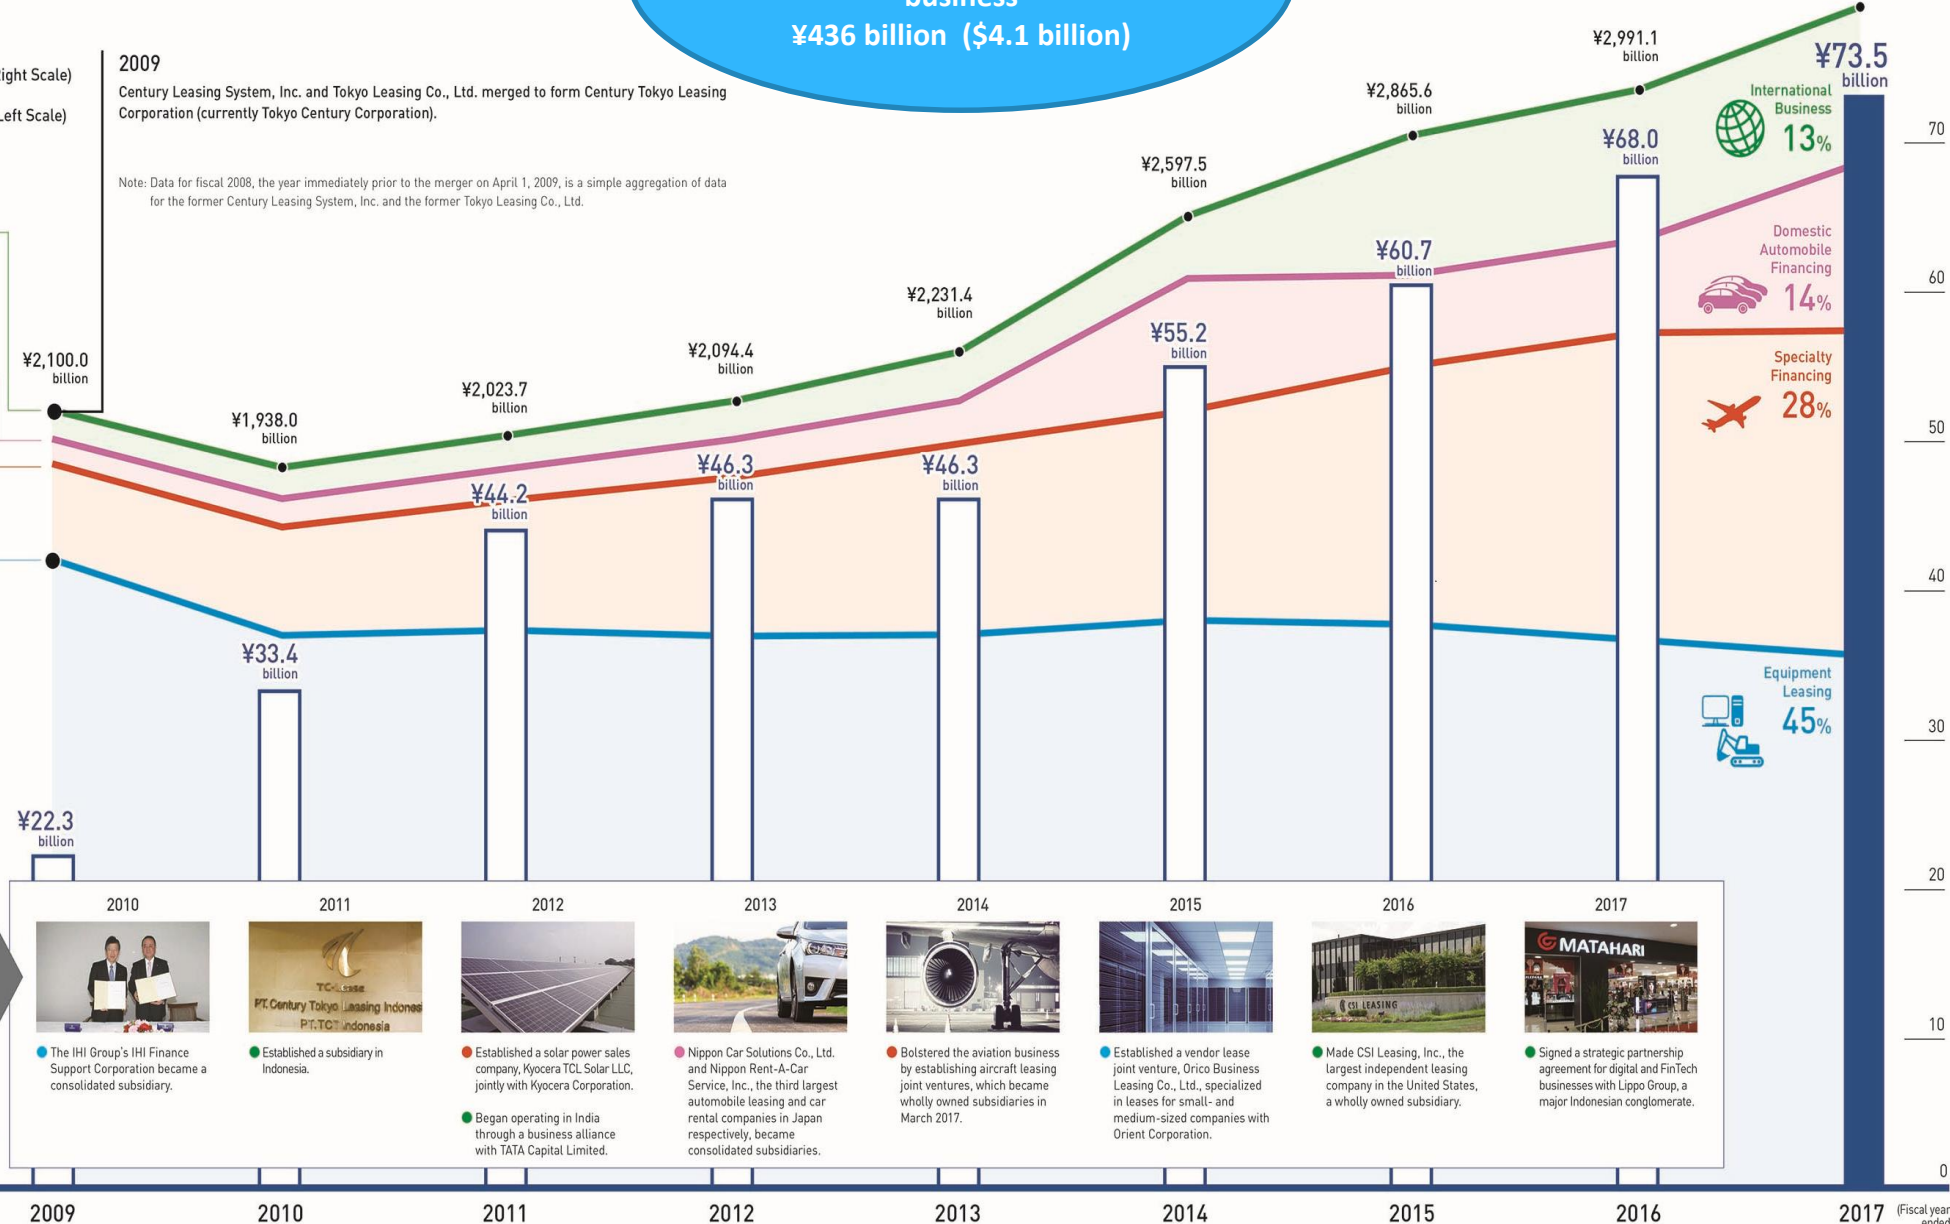 business
¥436 billion ($4.1 billion)
ight Scale)
Left Scale)
2009
Century Leasing System, Inc. and Tokyo Leasing Co., Ltd. merged to form Century Tokyo Leasing
Corporation (currently Tokyo Century Corporation).
Note: Data for fiscal 2008, the year immediately prior to the merger on April 1, 2009, is a simple aggregation of data
for the former Century Leasing System, Inc. and the former Tokyo Leasing Co., Ltd.
¥2,100.0
billion
¥1,938.0
billion
¥2,023.7
billion
¥2,094.4
billion
¥2,231.4
billion
¥2,597.5
billion
¥2,865.6
billion
¥2,991.1
billion
¥22.3
billion
¥33.4
billion
¥44.2
billion
¥46.3
billion
¥46.3
billion
¥55.2
billion
¥60.7
billion
¥68.0
billion
¥73.5
billion
International
Business
13%
Domestic
Automobile
Financing
14%
Specialty
Financing
28%
Equipment
Leasing
45%
70
60
50
40
30
20
10
0
2010
The IHI Group's IHI Finance
Support Corporation became a
consolidated subsidiary.
2011
TC-Lease
PT. Century Tokyo Leasing Indones
PT.TCT Indonesia
Established a subsidiary in
Indonesia.
2012
Established a solar power sales
company, Kyocera TCL Solar LLC,
jointly with Kyocera Corporation.
Began operating in India
through a business alliance
with TATA Capital Limited.
2013
Nippon Car Solutions Co., Ltd.
and Nippon Rent-A-Car
Service, Inc., the third largest
automobile leasing and car
rental companies in Japan
respectively, became
consolidated subsidiaries.
2014
Bolstered the aviation business
by establishing aircraft leasing
joint ventures, which became
wholly owned subsidiaries in
March 2017.
2015
Established a vendor lease
joint venture, Orico Business
Leasing Co., Ltd., specialized
in leases for small- and
medium-sized companies with
Orient Corporation.
2016
CSI LEASING
Made CSI Leasing, Inc., the
largest independent leasing
company in the United States,
a wholly owned subsidiary.
2017
MATAHARI
Signed a strategic partnership
agreement for digital and FinTech
businesses with Lippo Group, a
major Indonesian conglomerate.
2009 2010 2011 2012 2013 2014 2015 2016 2017 (Fiscal year
ended